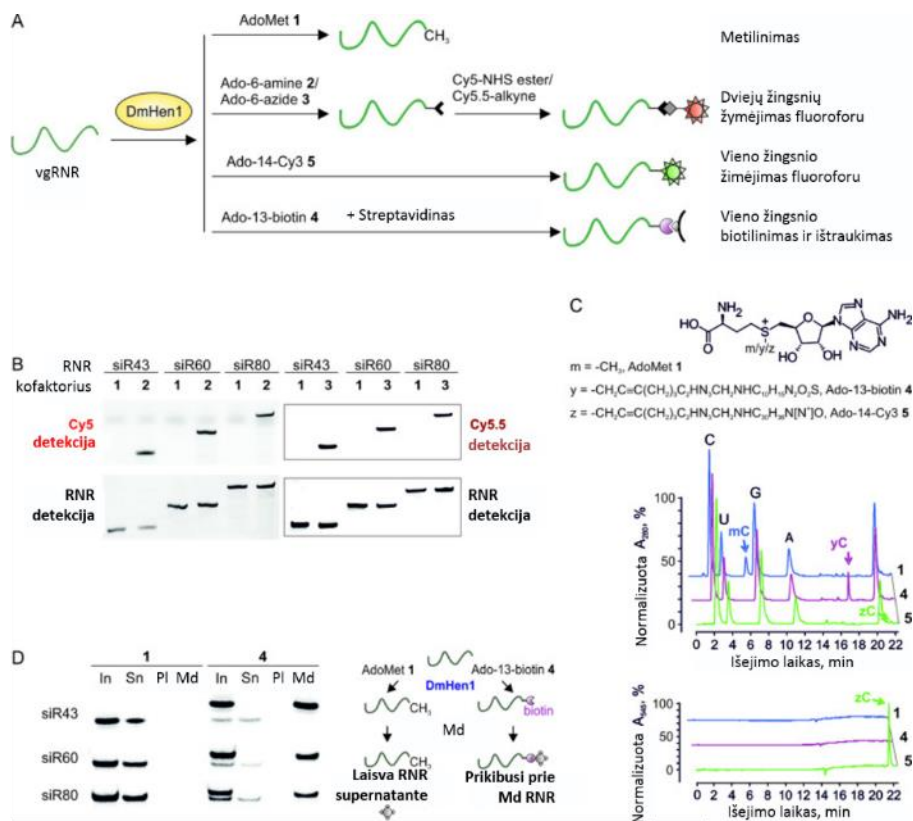 A
AdoMet 1
CH₃
Metilinimas
DmHen1
Ado-6-amine 2/
Ado-6-azide 3
Cy5-NHS ester/
Cy5.5-alkyne
Dviejų žingsnių
žymėjimas fluoroforu
vgRNR
Ado-14-Cy3 5
Vieno žingsnio
žimėjimas fluoroforu
Ado-13-biotin 4
+ Streptavidinas
Vieno žingsnio
biotilinimas ir ištraukimas
B
RNR siR43 siR60 siR80 siR43 siR60 siR80
kofaktorius 1 2 1 2 1 2 1 3 1 3 1 3
Cy5
detekcija
Cy5.5
detekcija
RNR
detekcija
RNR
detekcija
C
NH₂
HO
O
S
+
m/y/z
O
HO OH
N N
N N
NH₂
m = -CH₃, AdoMet 1
Ado-13-biotin 4
Ado-14-Cy3 5
Normalizuota A₂₆₀, %
100
50
0
C
U
mC
G
A
yC
zC
1
4
5
0 2 4 6 8 10 12 14 16 18 20 22
Išėjimo laikas, min
Normalizuota
100
50
0
zC
1
4
5
0 2 4 6 8 10 12 14 16 18 20 22
Išėjimo laikas, min
D
1 4
In Sn Pl Md In Sn Pl Md
siR43
siR60
siR80
AdoMet 1
Ado-13-biotin 4
DmHen1
CH₃
biotin
Md
CH₃
Laisva RNR
supernatante
Prikibusi prie
Md RNR